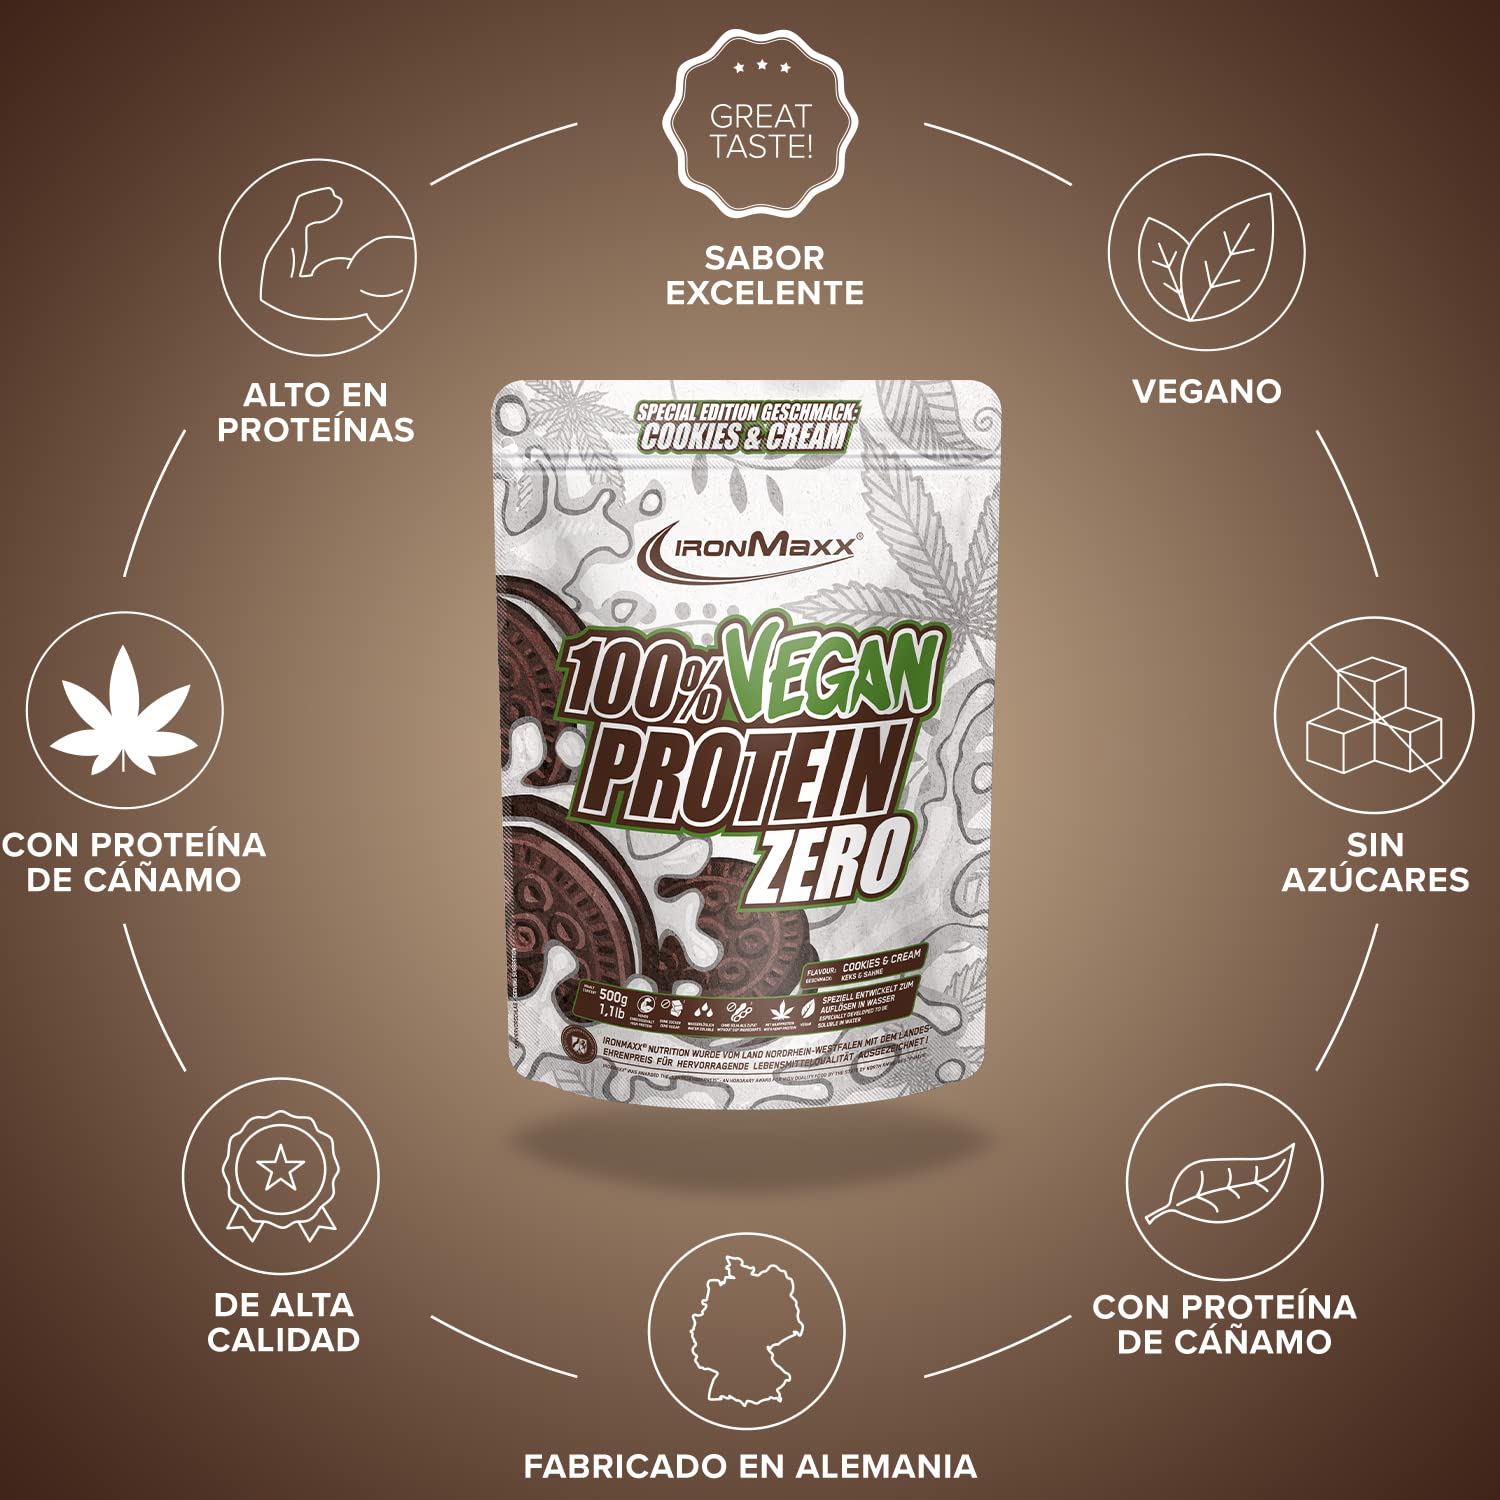 GREAT
TASTE!
SABOR
EXCELENTE
ALTO EN
PROTEÍNAS
VEGANO
CON PROTEÍNA
DE CÁÑAMO
SIN
AZÚCARES
DE ALTA
CALIDAD
CON PROTEÍNA
DE CÁÑAMO
FABRICADO EN ALEMANIA
SPECIAL EDITION GESCHMACK:
COOKIES & CREAM
IRONMAXX®
100% VEGAN
PROTEIN
ZERO
FLAVOUR: COOKIES & CREAM
GESCHMACK: KEKS & SAHNE
500g
1,1lb
SPEZIELL ENTWICKELT ZUM
AUFLÖSEN IN WASSER
ESPECIALLY DEVELOPED TO BE
SOLUBLE IN WATER
IRONMAXX® NUTRITION WURDE VOM LAND NORDRHEIN-WESTFALEN MIT DEM LANDES-
EHRENPREIS FÜR HERVORRAGENDE LEBENSMITTELQUALITÄT AUSGEZEICHNET!